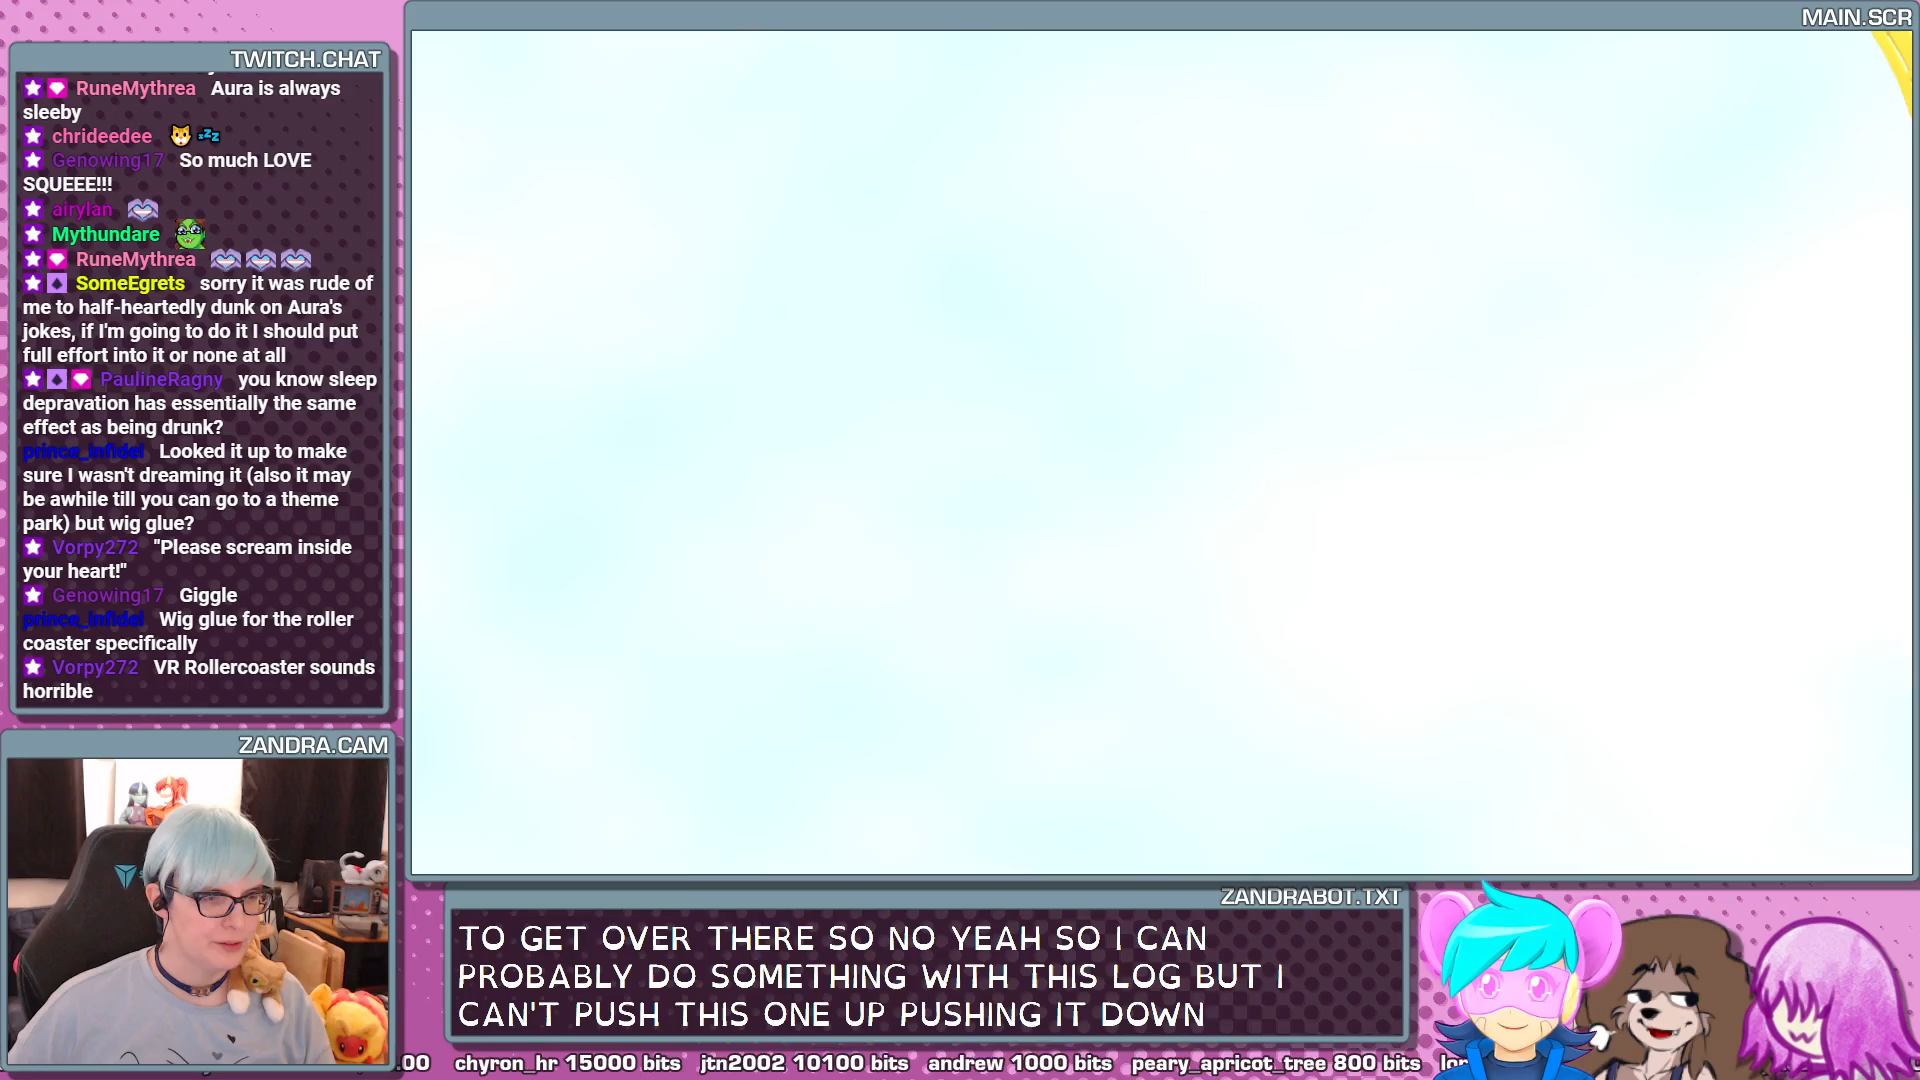 MAIN.SCR
TWITCH.CHAT
RuneMythrea Aura is always
sleeby
chrideedee
Genowing17 So much LOVE
SQUEEE!!!
airylan
Mythundare
RuneMythrea
SomeEgrets sorry it was rude of
me to half-heartedly dunk on Aura's
jokes, if I'm going to do it I should put
full effort into it or none at all
PaulineRagny you know sleep
depravation has essentially the same
effect as being drunk?
prince_infidel Looked it up to make
sure I wasn't dreaming it (also it may
be awhile till you can go to a theme
park) but wig glue?
Vorpy272 "Please scream inside
your heart!"
Genowing17 Giggle
prince_infidel Wig glue for the roller
coaster specifically
Vorpy272 VR Rollercoaster sounds
horrible
ZANDRA.CAM
ZANDRABOT.TXT
TO GET OVER THERE SO NO YEAH SO I CAN
PROBABLY DO SOMETHING WITH THIS LOG BUT I
CAN'T PUSH THIS ONE UP PUSHING IT DOWN
.00 chyron_hr 15000 bits jtn2002 10100 bits andrew 1000 bits peary_apricot_tree 800 bits